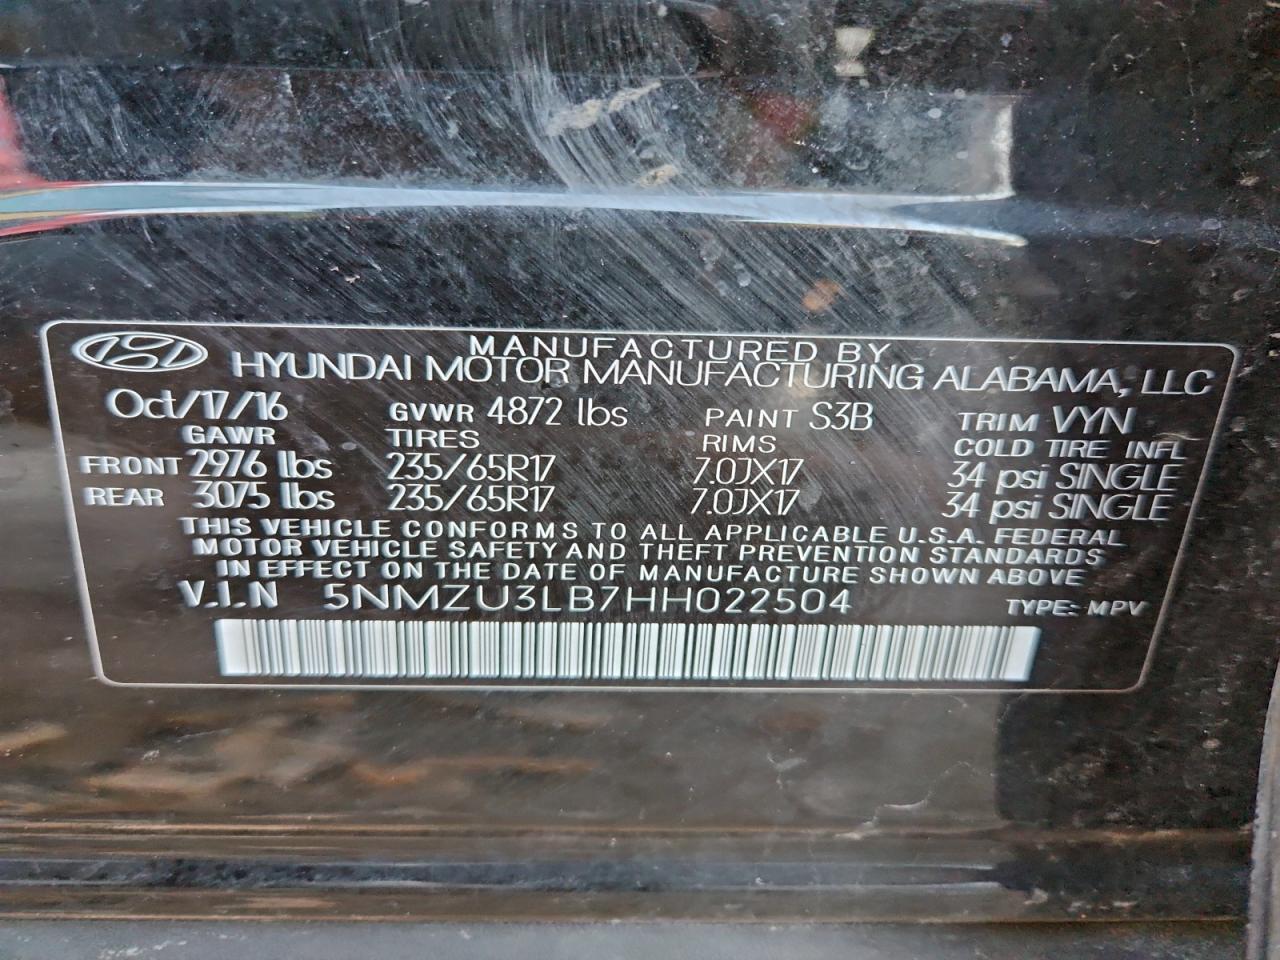 MANUFACTURED BY
HYUNDAI MOTOR MANUFACTURING ALABAMA, LLC
Oct/17/16 GVWR 4872 lbs PAINT S3B TRIM VYN
GAWR TIRES RIMS COLD TIRE INFL
FRONT 2976 lbs 235/65R17 7.0JX17 34 psi SINGLE
REAR 3075 lbs 235/65R17 7.0JX17 34 psi SINGLE
THIS VEHICLE CONFORMS TO ALL APPLICABLE U.S.A. FEDERAL
MOTOR VEHICLE SAFETY AND THEFT PREVENTION STANDARDS
IN EFFECT ON THE DATE OF MANUFACTURE SHOWN ABOVE
V.I.N 5NMZU3LB7HH022504 TYPE: MPV